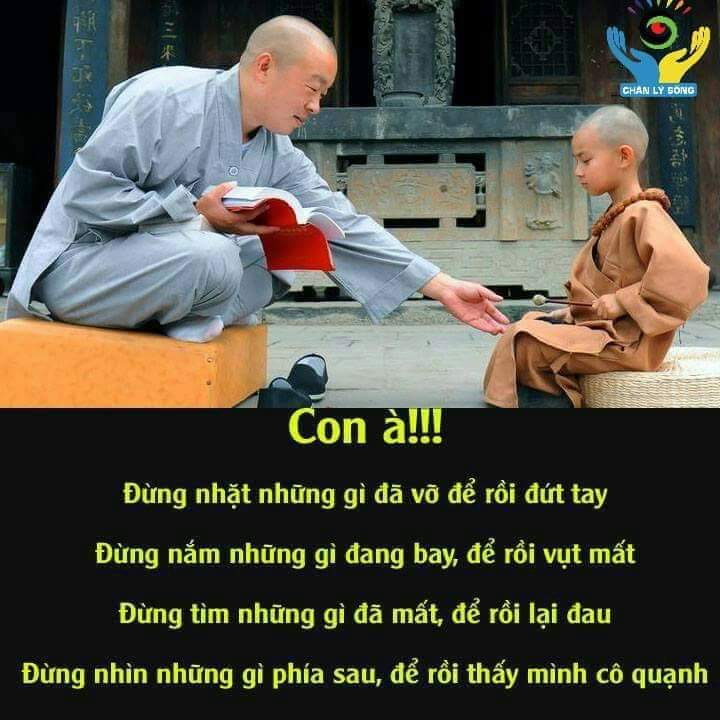 CHÂN LÝ SỐNG
Con à!!!
Đừng nhặt những gì đã vỡ để rồi đứt tay
Đừng nắm những gì đang bay, để rồi vụt mất
Đừng tìm những gì đã mất, để rồi lại đau
Đừng nhìn những gì phía sau, để rồi thấy mình cô quạnh